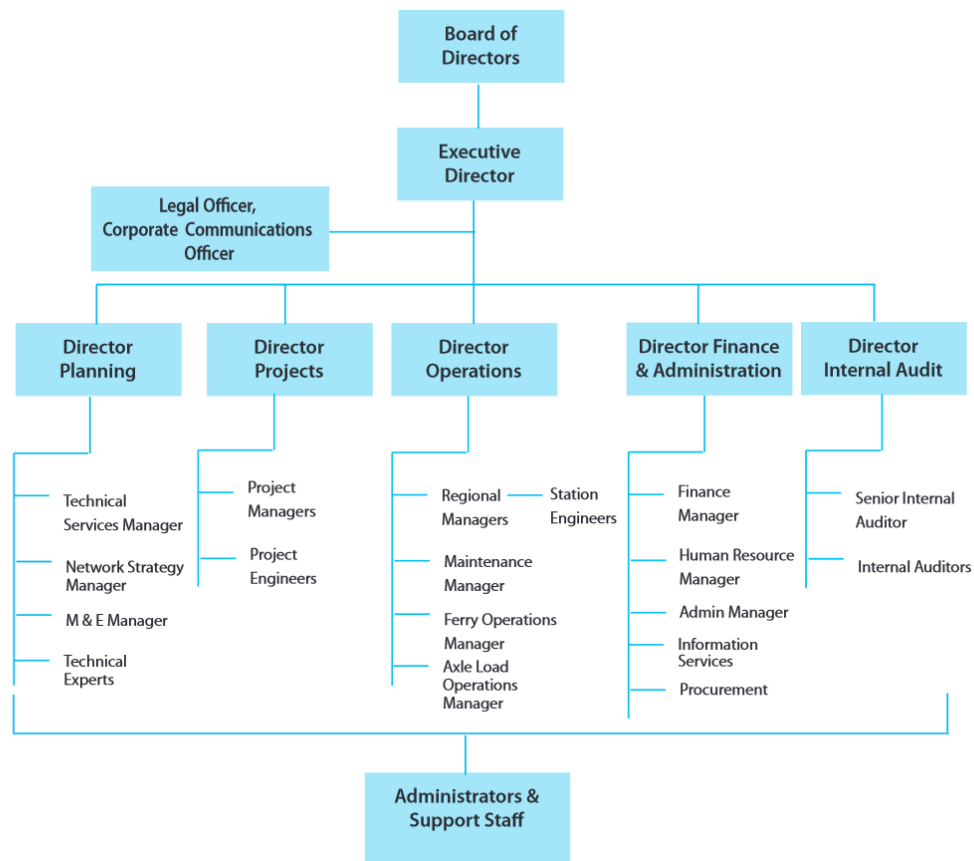 Board of
Directors
Executive
Director
Legal Officer,
Corporate Communications
Officer
Director
Planning
Director
Projects
Director
Operations
Director Finance
& Administration
Director
Internal Audit
Technical
Services Manager
Network Strategy
Manager
M & E Manager
Technical
Experts
Project
Managers
Project
Engineers
Regional
Managers
Station
Engineers
Maintenance
Manager
Ferry Operations
Manager
Axle Load
Operations
Manager
Finance
Manager
Human Resource
Manager
Admin Manager
Information
Services
Procurement
Senior Internal
Auditor
Internal Auditors
Administrators &
Support Staff